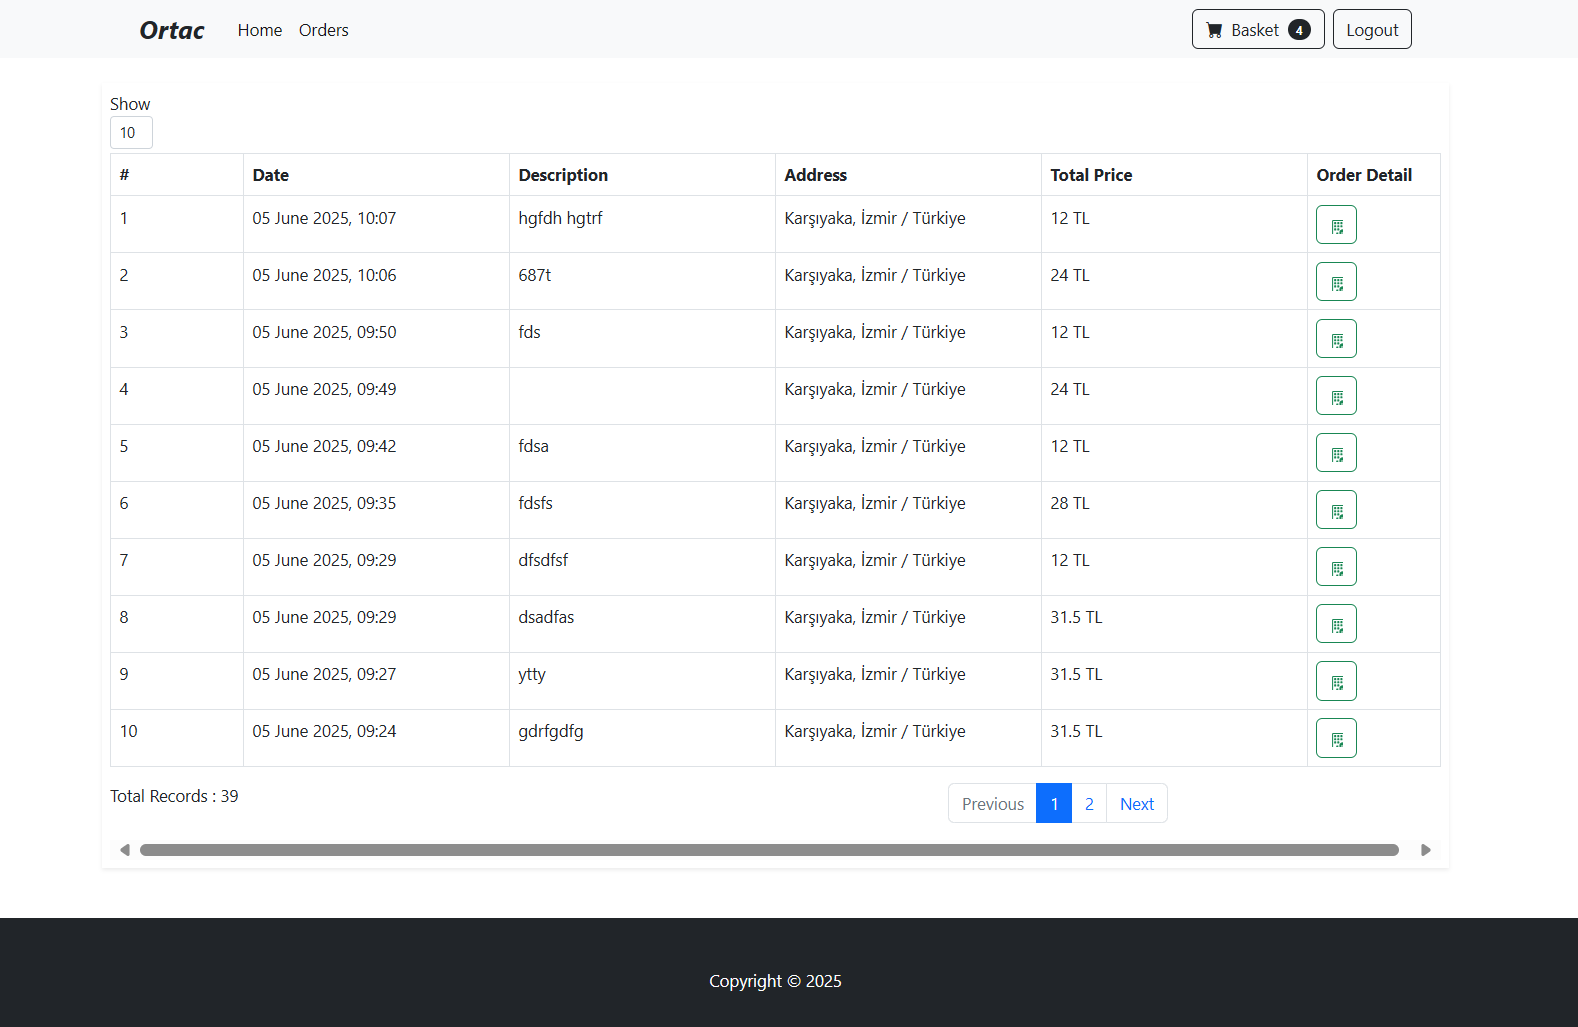 Ortac Home Orders Basket 4 Logout
Show
10
# Date Description Address Total Price Order Detail
1 05 June 2025, 10:07 hgfdh hgtrf Karşıyaka, İzmir / Türkiye 12 TL
2 05 June 2025, 10:06 687t Karşıyaka, İzmir / Türkiye 24 TL
3 05 June 2025, 09:50 fds Karşıyaka, İzmir / Türkiye 12 TL
4 05 June 2025, 09:49 Karşıyaka, İzmir / Türkiye 24 TL
5 05 June 2025, 09:42 fdsa Karşıyaka, İzmir / Türkiye 12 TL
6 05 June 2025, 09:35 fdsfs Karşıyaka, İzmir / Türkiye 28 TL
7 05 June 2025, 09:29 dfsdfsf Karşıyaka, İzmir / Türkiye 12 TL
8 05 June 2025, 09:29 dsadfas Karşıyaka, İzmir / Türkiye 31.5 TL
9 05 June 2025, 09:27 ytty Karşıyaka, İzmir / Türkiye 31.5 TL
10 05 June 2025, 09:24 gdrfgdfg Karşıyaka, İzmir / Türkiye 31.5 TL
Total Records : 39 Previous 1 2 Next
Copyright © 2025